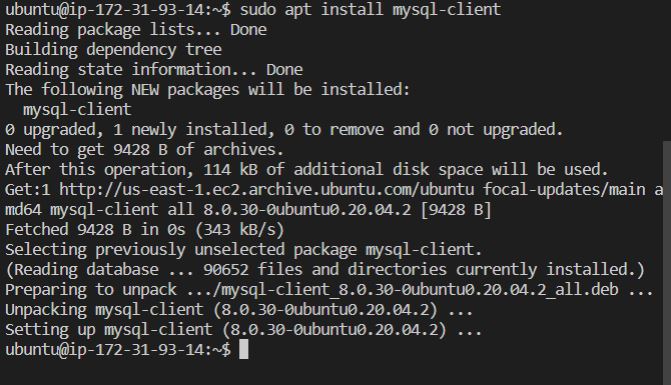 ubuntu@ip-172-31-93-14:~$ sudo apt install mysql-client
Reading package lists... Done
Building dependency tree
Reading state information... Done
The following NEW packages will be installed:
  mysql-client
0 upgraded, 1 newly installed, 0 to remove and 0 not upgraded.
Need to get 9428 B of archives.
After this operation, 114 kB of additional disk space will be used.
Get:1 http://us-east-1.ec2.archive.ubuntu.com/ubuntu focal-updates/main a
md64 mysql-client all 8.0.30-0ubuntu0.20.04.2 [9428 B]
Fetched 9428 B in 0s (343 kB/s)
Selecting previously unselected package mysql-client.
(Reading database ... 90652 files and directories currently installed.)
Preparing to unpack .../mysql-client_8.0.30-0ubuntu0.20.04.2_all.deb ...
Unpacking mysql-client (8.0.30-0ubuntu0.20.04.2) ...
Setting up mysql-client (8.0.30-0ubuntu0.20.04.2) ...
ubuntu@ip-172-31-93-14:~$